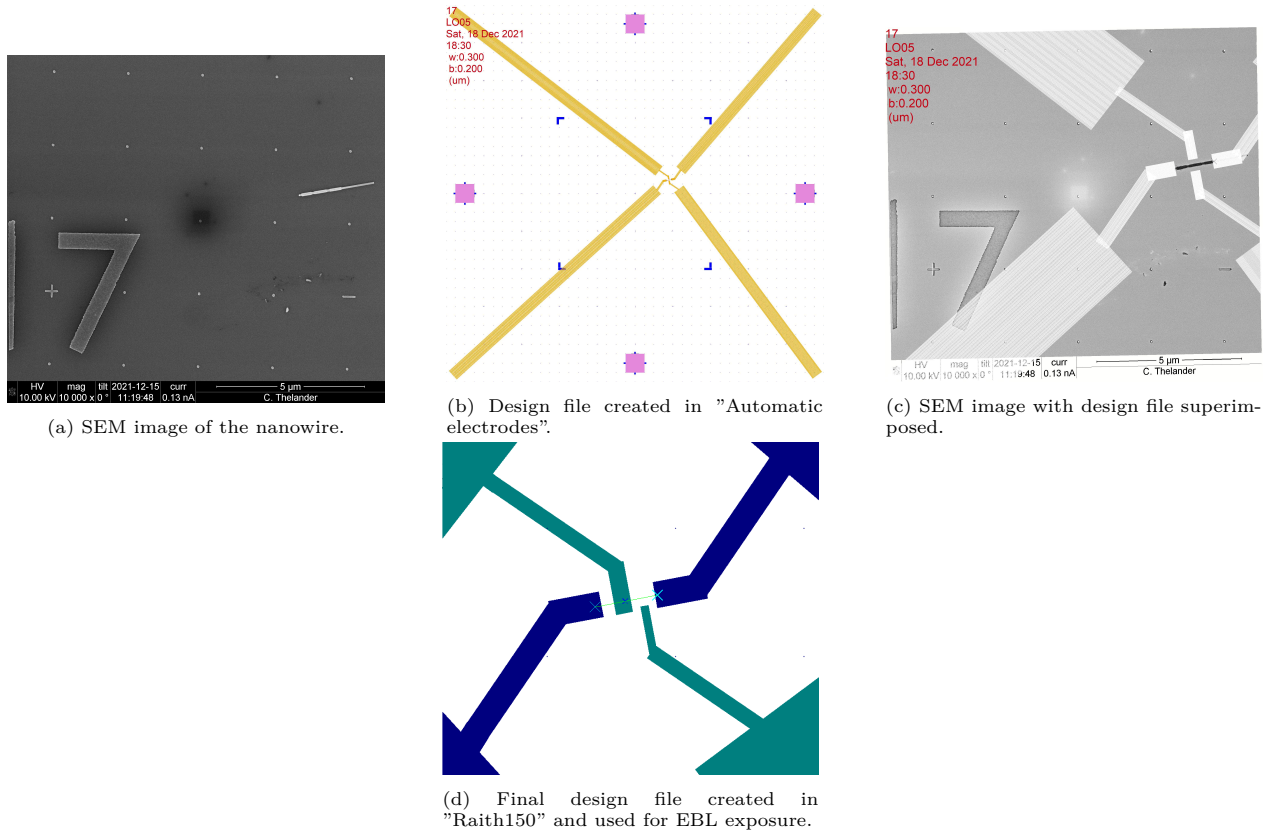 17
HV
mag
tilt
2021-12-15
curr
5 µm
10.00 kV
10 000 x
0 °
11:19:48
0.13 nA
C. Thelander
(a) SEM image of the nanowire.
17
LO05
Sat, 18 Dec 2021
18:30
w:0.300
b:0.200
(um)
(b) Design file created in ”Automatic
electrodes”.
17
LO05
Sat, 18 Dec 2021
18:30
w:0.300
b:0.200
(um)
17
HV
mag
tilt
2021-12-15
curr
5 µm
10.00 kV
10 000 x
0 °
11:19:48
0.13 nA
C. Thelander
(c) SEM image with design file superim-
posed.
(d) Final design file created in
”Raith150” and used for EBL exposure.